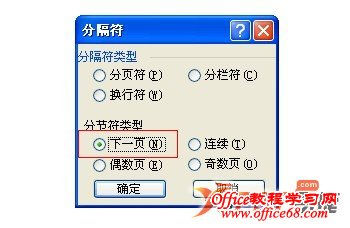 分隔符
分隔符类型
分页符(P) 分栏符(C)
换行符(W)
分节符类型
下一页(N) 连续(T)
偶数页(E) 奇数页(O)
确定 取消
Office教程学习网
www.office68.com